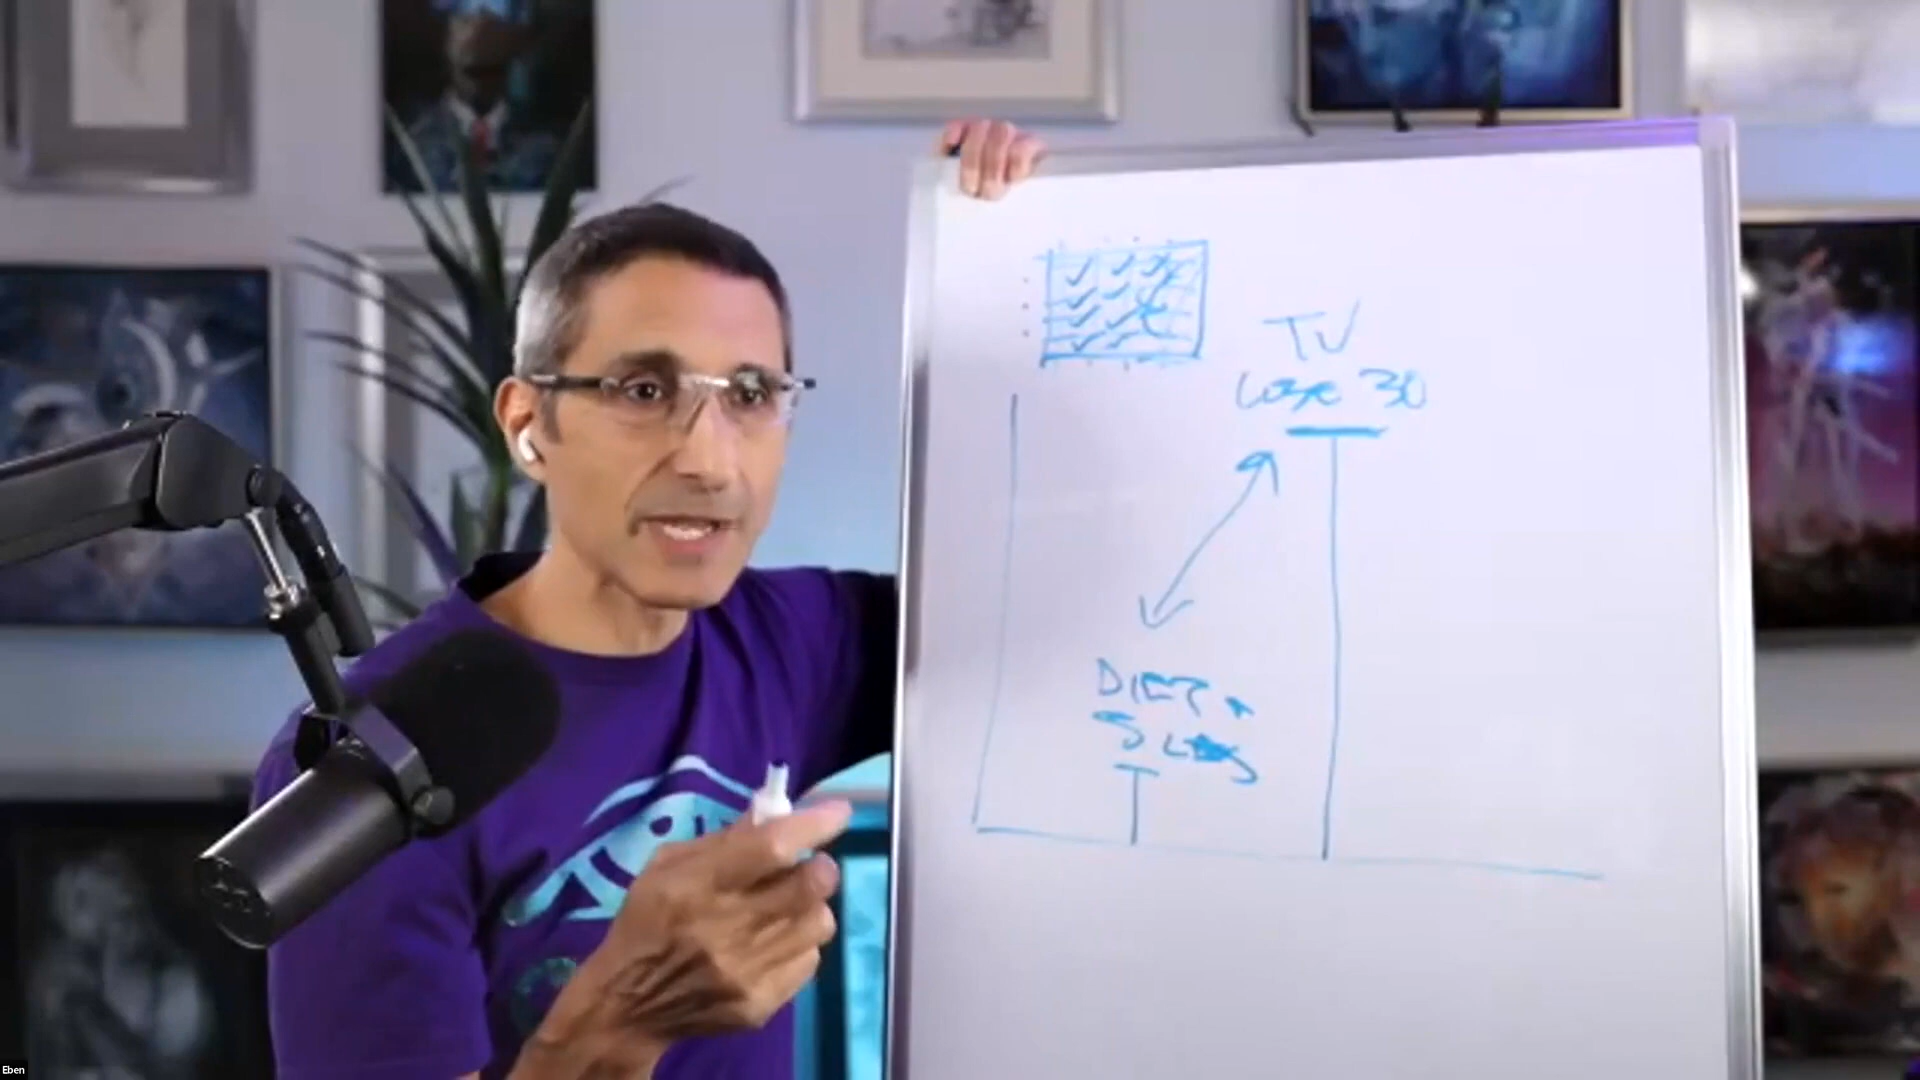 TV
Lose 30
DIET +
5 Lbs
Eben